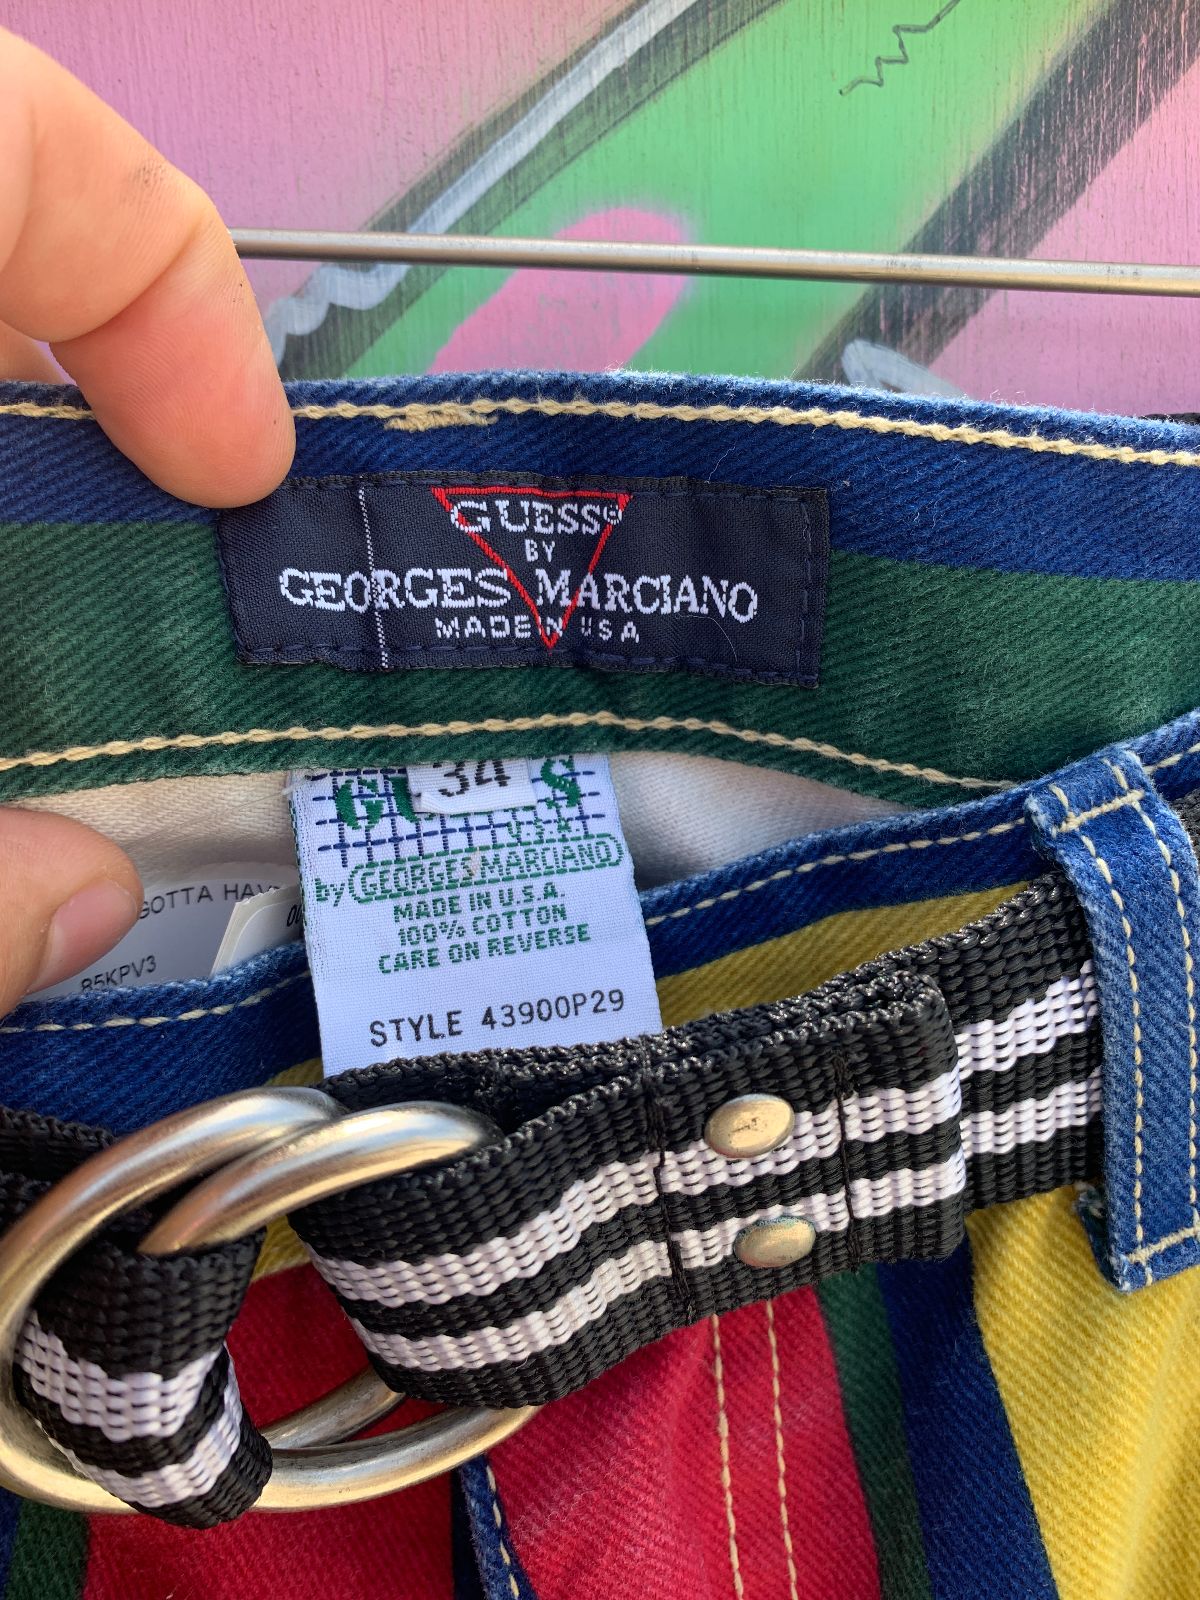 GUESS®
BY
GEORGES MARCIANO
MADE IN USA
34
U.S.A.
by GEORGES MARCIANO
MADE IN U.S.A.
100% COTTON
CARE ON REVERSE
STYLE 43900P29
GOTTA
85KPV3